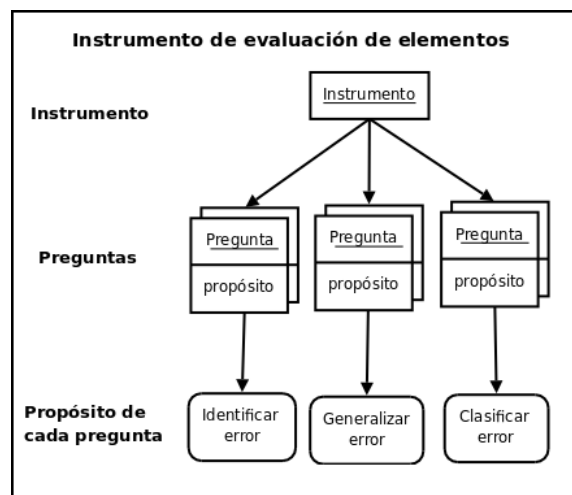 Instrumento de evaluación de elementos
Instrumento
Instrumento
Preguntas
Pregunta
propósito
Pregunta
propósito
Pregunta
propósito
Propósito de
cada pregunta
Identificar
error
Generalizar
error
Clasificar
error